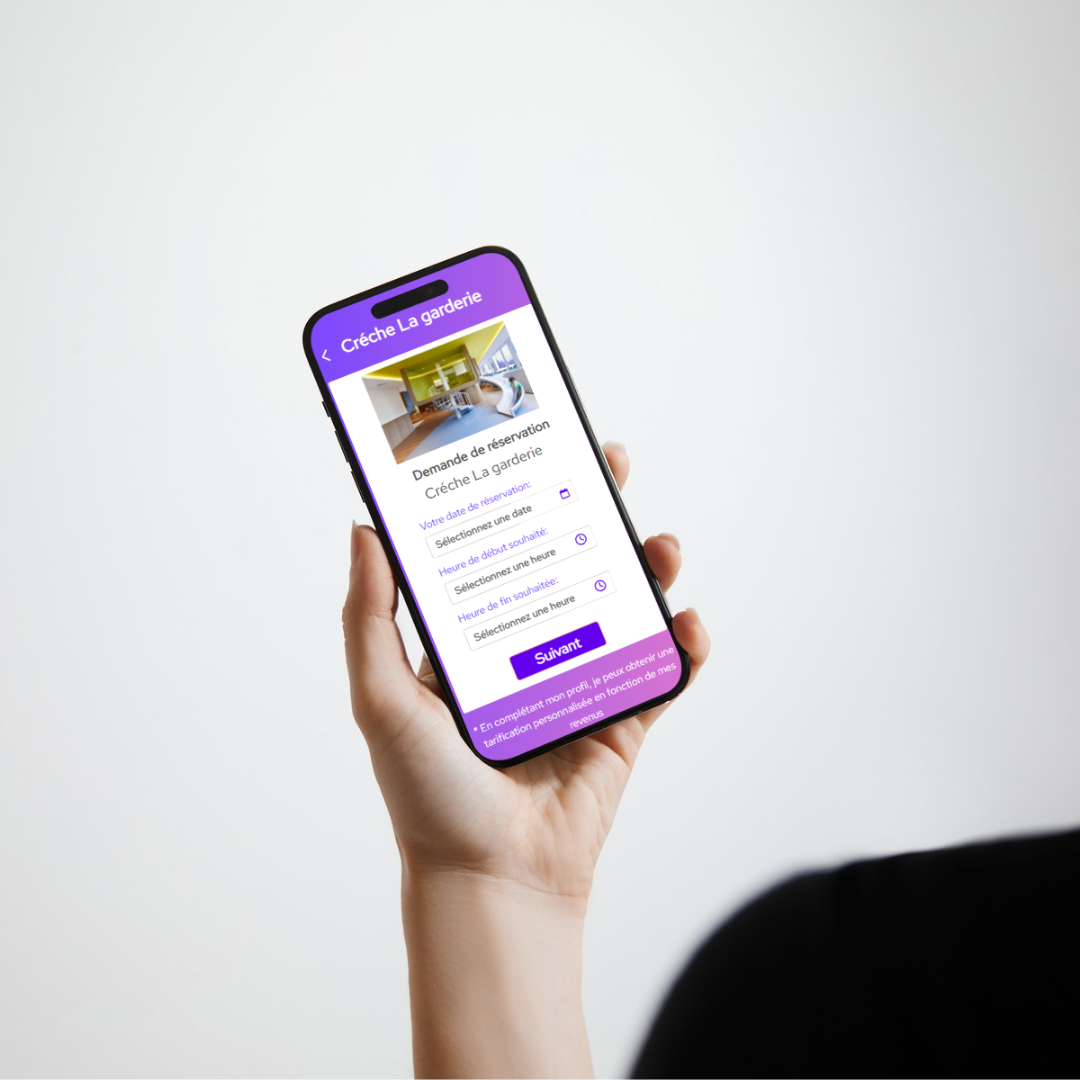 Créche La garderie
Demande de réservation
Créche La garderie
Votre date de réservation:
Sélectionnez une date
Heure de début souhaité:
Sélectionnez une heure
Heure de fin souhaitée:
Sélectionnez une heure
Suivant
* En complétant mon profil, je peux obtenir une
tarification personnalisée en fonction de mes
revenus